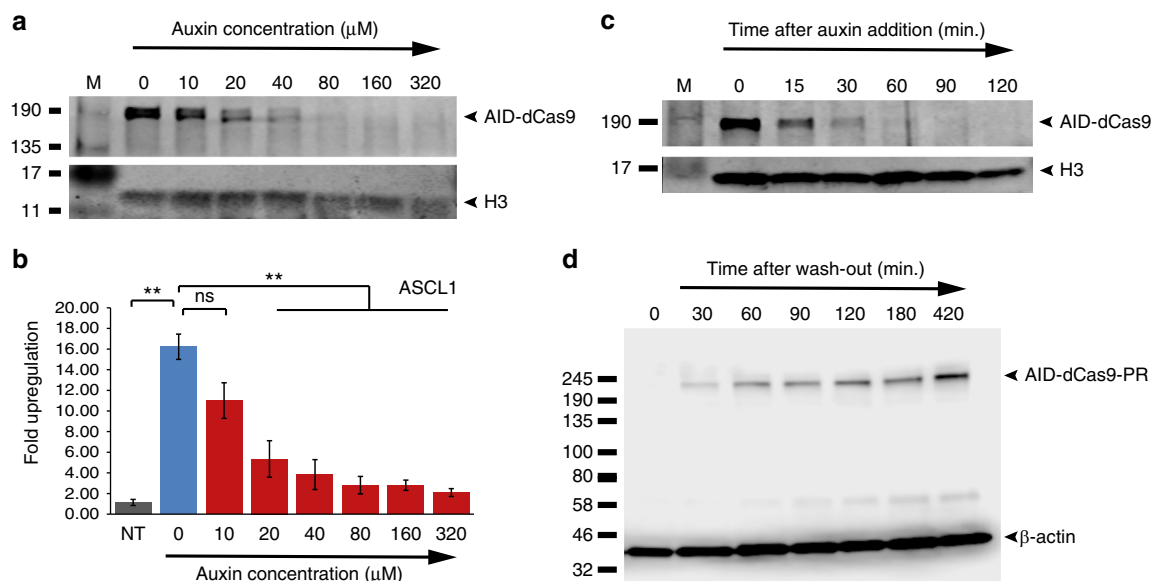 a
Auxin concentration (μM)
M 0 10 20 40 80 160 320
190
AID-dCas9
135
17
H3
11
b
**
ASCL1
** ns
20.00
18.00
16.00
14.00
12.00
10.00
8.00
6.00
4.00
2.00
0.00
Fold upregulation
NT 0 10 20 40 80 160 320
Auxin concentration (μM)
c
Time after auxin addition (min.)
M 0 15 30 60 90 120
190
AID-dCas9
17
H3
d
Time after wash-out (min.)
0 30 60 90 120 180 420
AID-dCas9-PR
245
190
135
100
80
58
46
β-actin
32